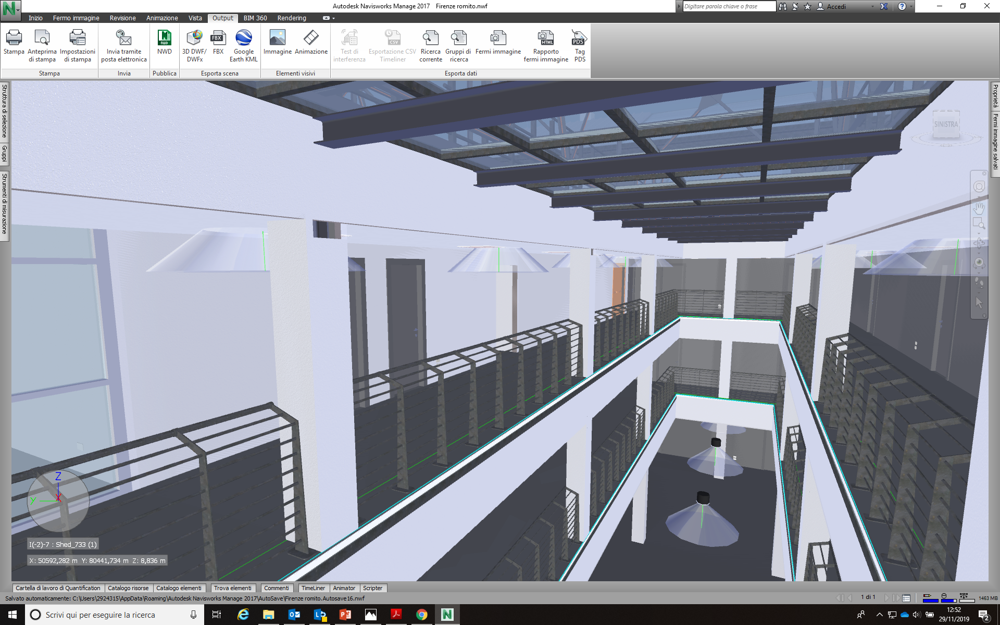 Autodesk Navisworks Manage 2017 Firenze romito.nwf
Digitare parola chiave o frase
Accedi
Inizio Fermo immagine Revisione Animazione Vista Output BIM 360 Rendering
Stampa
Anteprima di stampa
Impostazioni di stampa
Invia tramite posta elettronica
NWD
3D DWF/ DWFx
FBX
Google Earth KML
Immagine
Animazione
Test di interferenza
Esportazione CSV Timeliner
Ricerca corrente
Gruppi di ricerca
Fermi immagine
Rapporto fermi immagine
Tag PDS
Stampa Invia Pubblica Esporta scena Elementi visivi Esporta dati
Struttura di selezione
Gruppi
Strumenti di misurazione
Proprietà
Fermi immagine salvati
SINISTRA
Z
Y
X
I(-2)-7 : Shed_733 (1)
X: 50592,282 m Y: 80441,734 m Z: 8,836 m
Cartella di lavoro di Quantification Catalogo risorse Catalogo elementi Trova elementi Commenti TimeLiner Animator Scripter
Salvato automaticamente: C:\Users\2924315\AppData\Roaming\Autodesk Navisworks Manage 2017\AutoSave\Firenze romito.Autosave16.nwf
1 di 1
1463 MB
Scrivi qui per eseguire la ricerca
12:52
29/11/2019
2